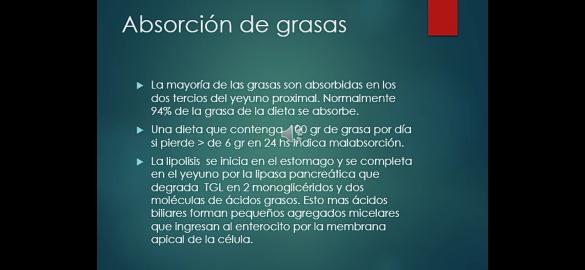 Absorción de grasas
La mayoría de las grasas son absorbidas en los
dos tercios del yeyuno proximal. Normalmente
94% de la grasa de la dieta se absorbe.
Una dieta que contenga 100 gr de grasa por día
si pierde > de 6 gr en 24 hs indica malabsorción.
La lipolisis se inicia en el estomago y se completa
en el yeyuno por la lipasa pancreática que
degrada TGL en 2 monoglicéridos y dos
moléculas de ácidos grasos. Esto mas ácidos
biliares forman pequeños agregados micelares
que ingresan al enterocito por la membrana
apical de la célula.